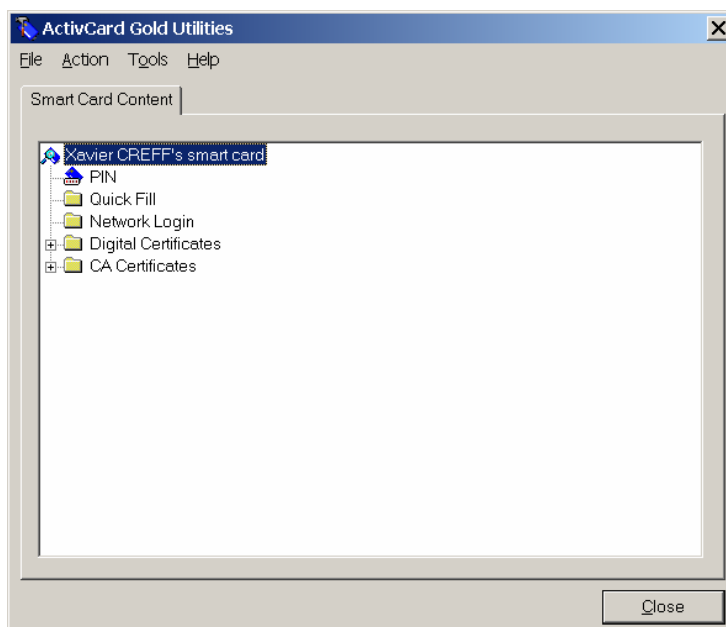 ActivCard Gold Utilities
File Action Tools Help
Smart Card Content
Xavier CREFF's smart card
PIN
Quick Fill
Network Login
Digital Certificates
CA Certificates
Close